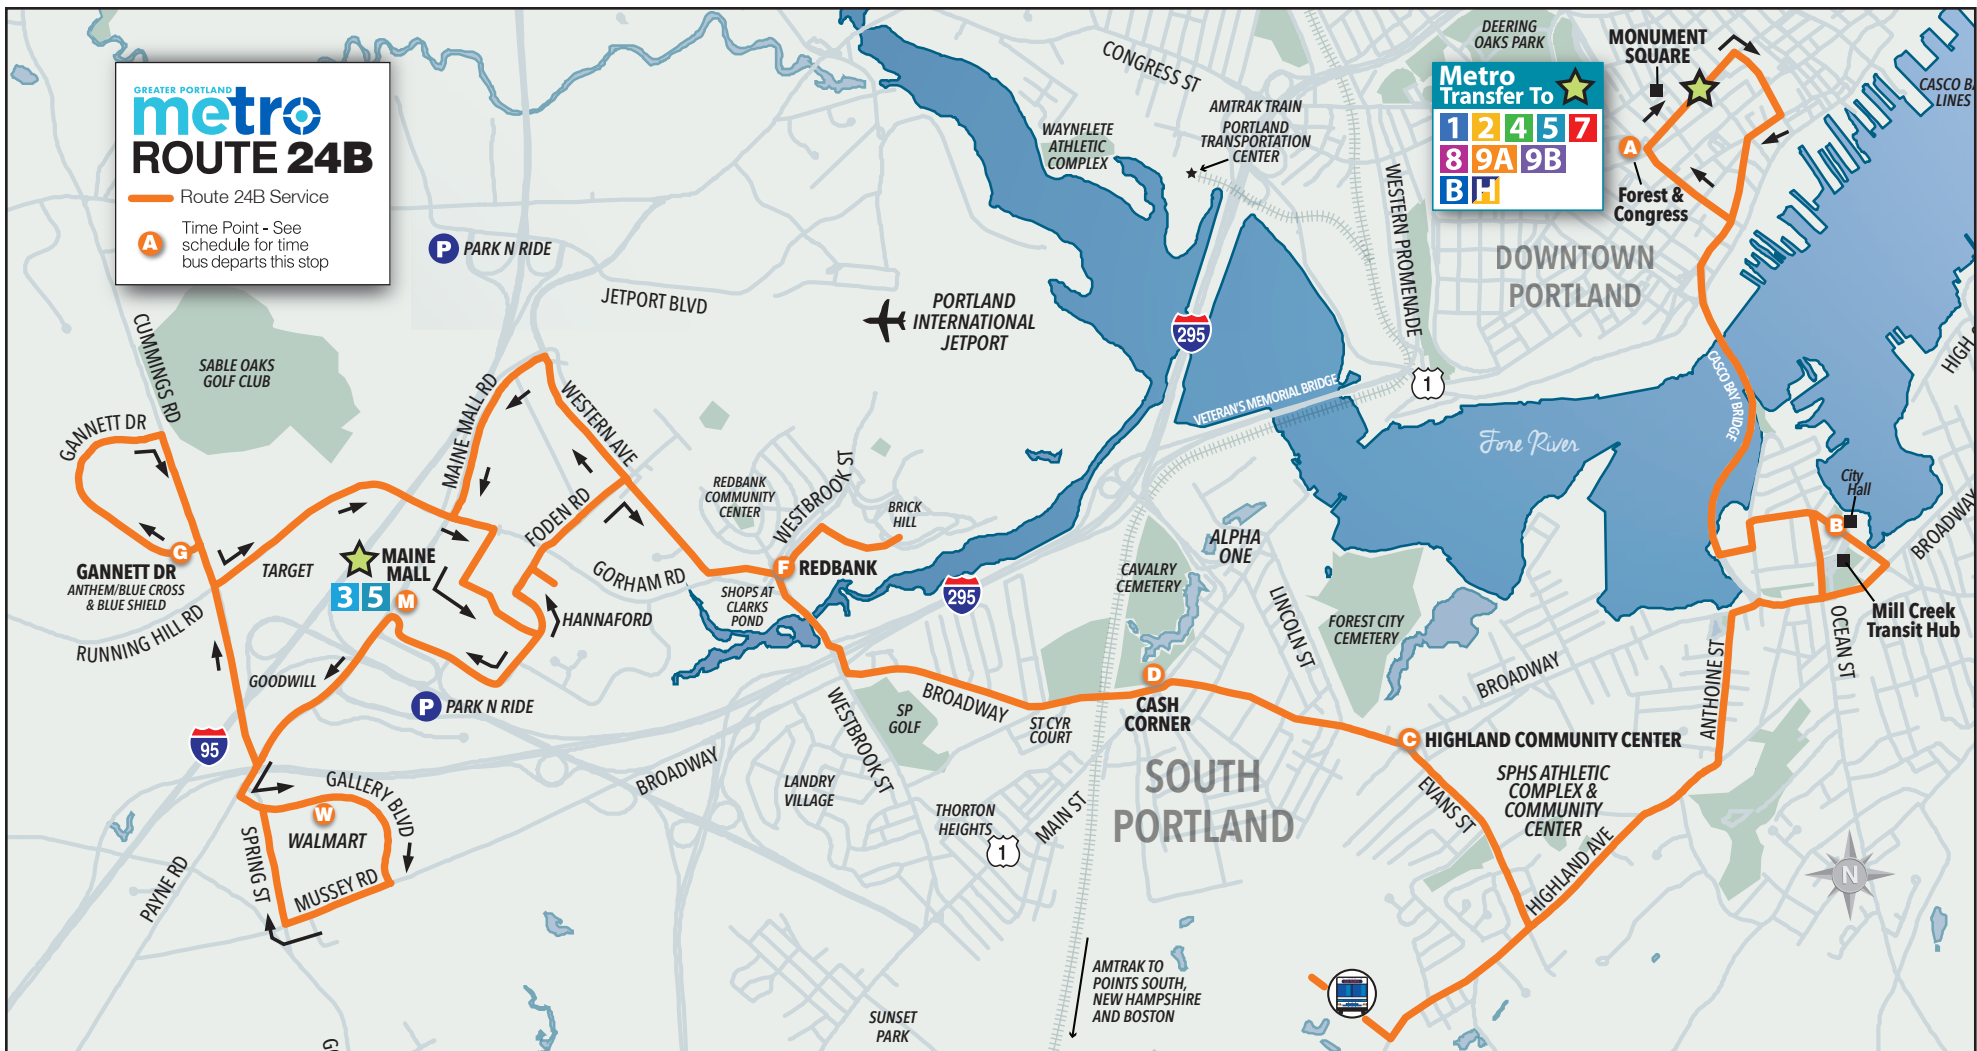 GREATER PORTLAND
metro
ROUTE 24B
Route 24B Service
A
Time Point - See
schedule for time
bus departs this stop
P PARK N RIDE
JETPORT BLVD
CONGRESS ST
WAYNFLETE
ATHLETIC
COMPLEX
AMTRAK TRAIN
PORTLAND
TRANSPORTATION
CENTER
DEERING
OAKS PARK
Metro
Transfer To
1 2 4 5 7
8 9A 9B
B H
MONUMENT
SQUARE
A
Forest &
Congress
CASCO BA
LINES
WESTERN PROMENADE
DOWNTOWN
PORTLAND
PORTLAND
INTERNATIONAL
JETPORT
295
1
VETERAN'S MEMORIAL BRIDGE
CASCO BAY BRIDGE
Fore River
HIGH
CUMMINGS RD
SABLE OAKS
GOLF CLUB
GANNETT DR
MAINE MALL RD
WESTERN AVE
FODEN RD
REDBANK
COMMUNITY
CENTER
WESTBROOK ST
BRICK
HILL
G
GANNETT DR
ANTHEM/BLUE CROSS
& BLUE SHIELD
TARGET
MAINE
MALL
3 5 M
GORHAM RD
HANNAFORD
F REDBANK
SHOPS AT
CLARKS
POND
295
CAVALRY
CEMETERY
ALPHA
ONE
LINCOLN ST
FOREST CITY
CEMETERY
City
Hall
B
BROADWAY
Mill Creek
Transit Hub
OCEAN ST
ANTHOINE ST
BROADWAY
RUNNING HILL RD
GOODWILL
P PARK N RIDE
95
SPRING ST
GALLERY BLVD
W
WALMART
MUSSEY RD
PAYNE RD
BROADWAY
LANDRY
VILLAGE
WESTBROOK ST
SP
GOLF
BROADWAY
ST CYR
COURT
D
CASH
CORNER
C HIGHLAND COMMUNITY CENTER
SPHS ATHLETIC
COMPLEX &
COMMUNITY
CENTER
EVANS ST
HIGHLAND AVE
SOUTH
PORTLAND
THORTON
HEIGHTS
1
MAIN ST
AMTRAK TO
POINTS SOUTH,
NEW HAMPSHIRE
AND BOSTON
SUNSET
PARK
N